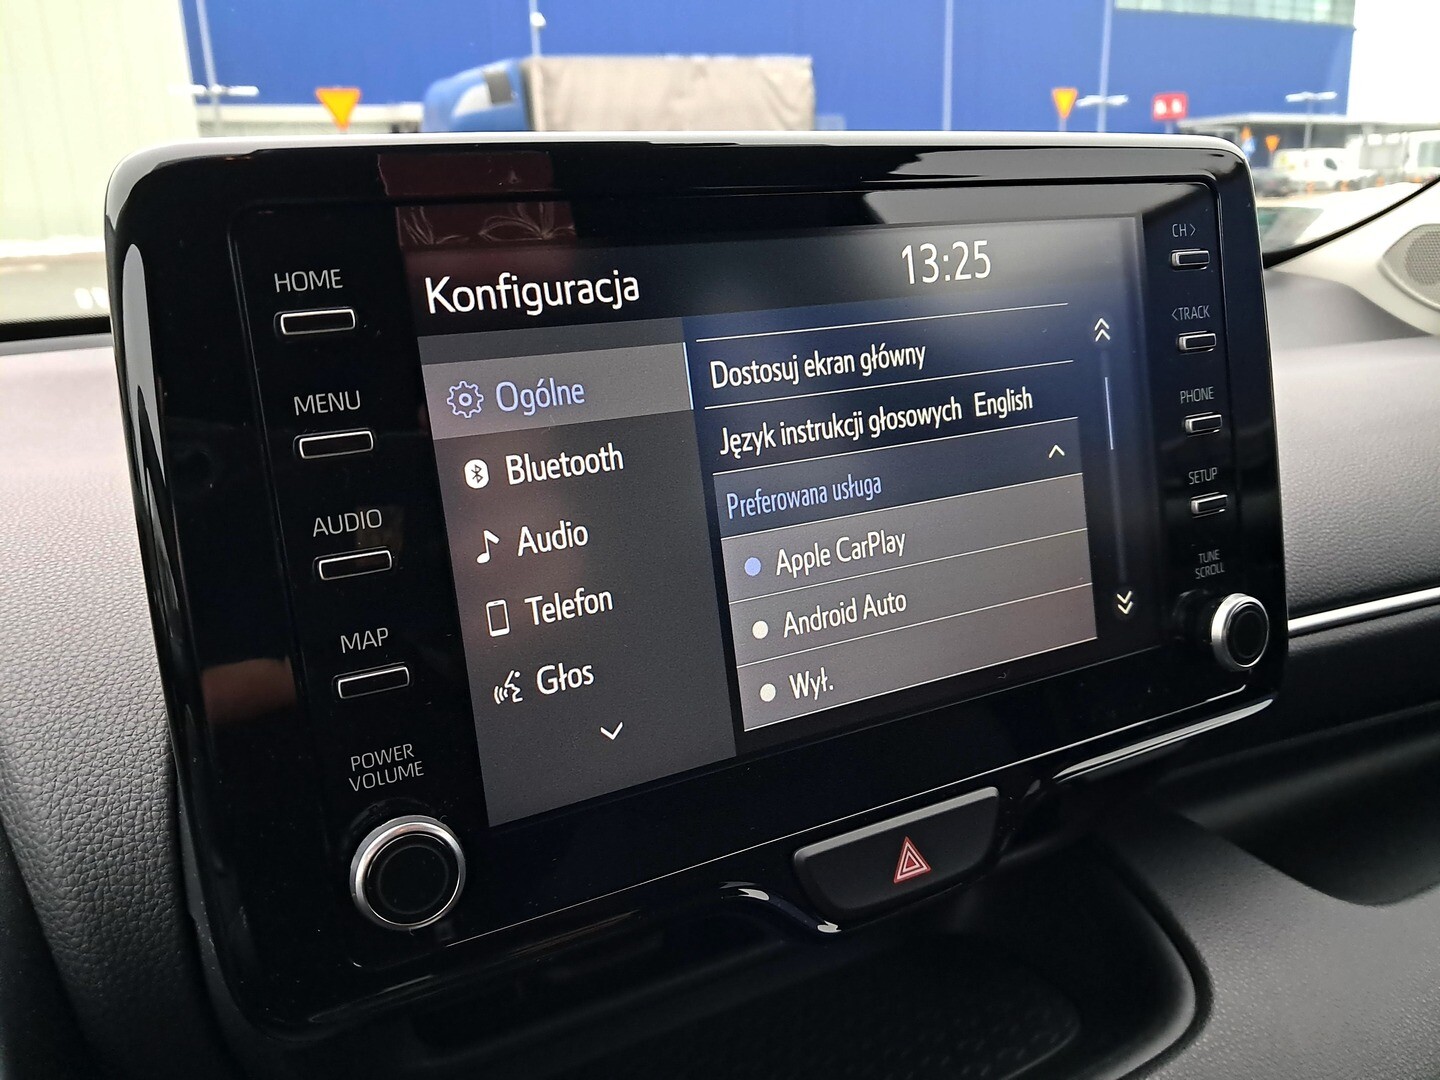 HOME
MENU
AUDIO
MAP
POWER
VOLUME
Konfiguracja
13:25
Ogólne
Bluetooth
Audio
Telefon
Głos
Dostosuj ekran główny
Język instrukcji głosowych English
Preferowana usługa
Apple CarPlay
Android Auto
Wył.
CH>
<TRACK
PHONE
SETUP
TUNE
SCROLL